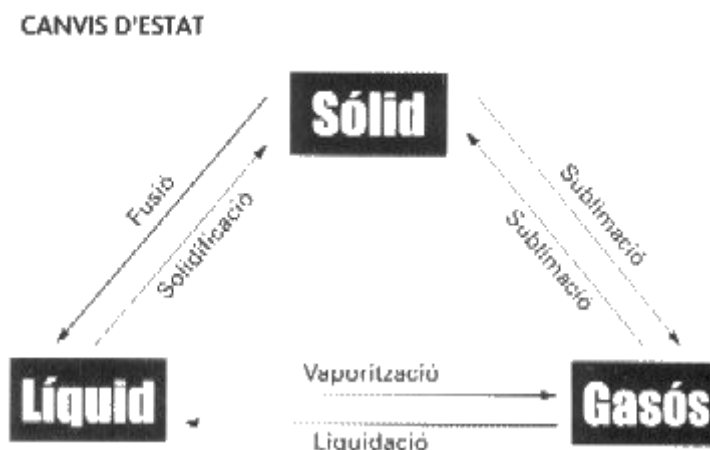 CANVIS D'ESTAT
Sólid
Fusió
Solidificació
Sublimació
Sublimació
Líquid
Vaporització
Gasós
Liquidació